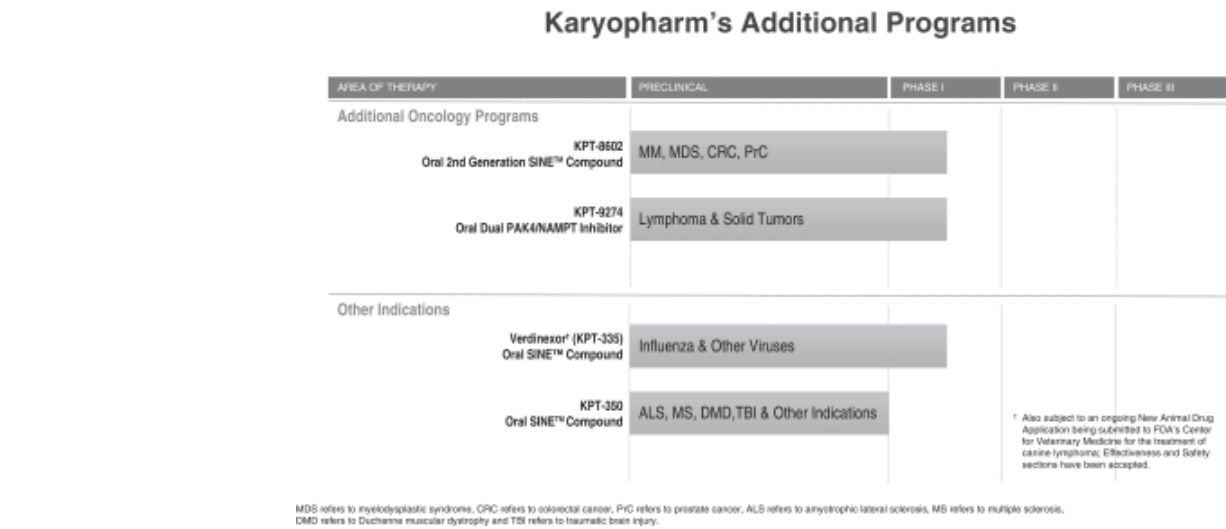 Karyopharm’s Additional Programs
AREA OF THERAPY PRECLINICAL PHASE I PHASE II PHASE III
Additional Oncology Programs
KPT-8602
Oral 2nd Generation SINE™ Compound
MM, MDS, CRC, PrC
KPT-9274
Oral Dual PAK4/NAMPT Inhibitor
Lymphoma & Solid Tumors
Other Indications
Verdinexor† (KPT-335)
Oral SINE™ Compound
Influenza & Other Viruses
KPT-350
Oral SINE™ Compound
ALS, MS, DMD,TBI & Other Indications
† Also subject to an ongoing New Animal Drug
Application being submitted to FDA's Center
for Veterinary Medicine for the treatment of
canine lymphoma; Effectiveness and Safety
sections have been accepted.
MDS refers to myelodysplastic syndrome, CRC refers to colorectal cancer, PrC refers to prostate cancer, ALS refers to amyotrophic lateral sclerosis, MS refers to multiple sclerosis,
DMD refers to Duchenne muscular dystrophy and TBI refers to traumatic brain injury.